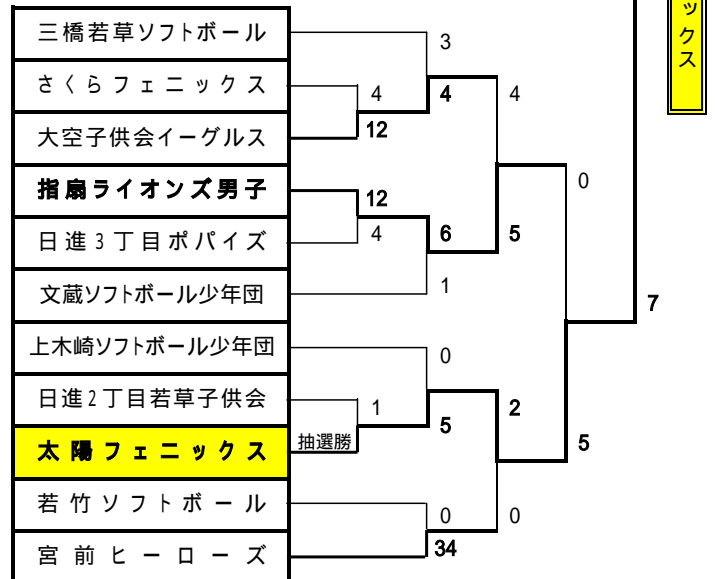 ックス
三橋若草ソフトボール
3
さくらフェニックス
4
4
4
大空子供会イーグルス
12
指扇ライオンズ男子
12
0
日進3丁目ポパイズ
4
6
5
文蔵ソフトボール少年団
1
7
上木崎ソフトボール少年団
0
日進2丁目若草子供会
1
2
5
太陽フェニックス
抽選勝
5
若竹ソフトボール
0
0
宮前ヒーローズ
34